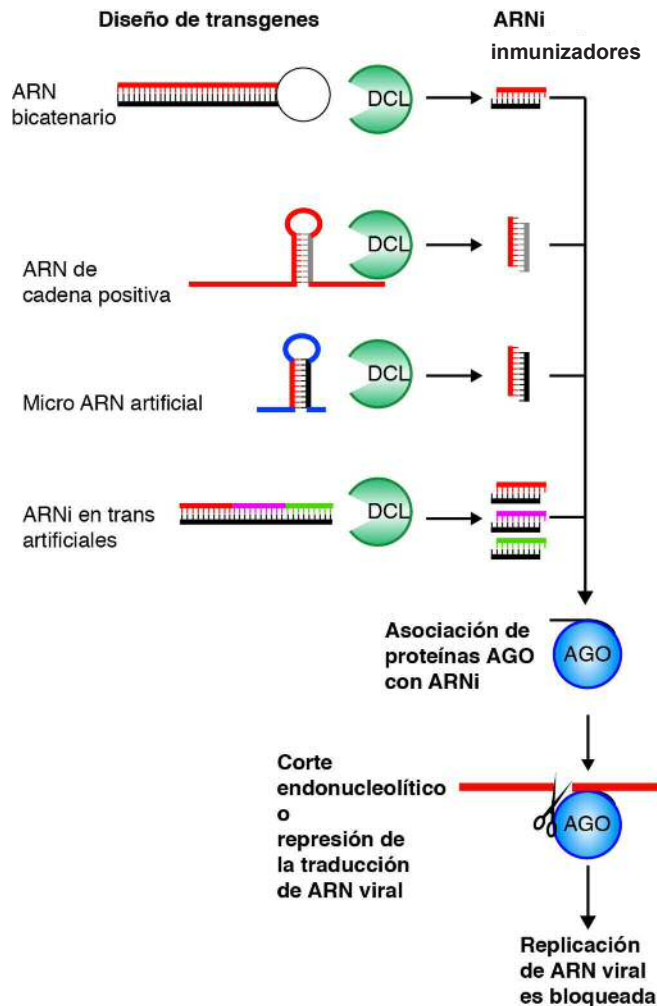 Diseño de transgenes
ARNi
inmunizadores
ARN
bicatenario
DCL
ARN de
cadena positiva
DCL
Micro ARN artificial
DCL
ARNi en trans
artificiales
DCL
Asociación de
proteínas AGO
con ARNi
AGO
Corte
endonucleolítico
o
represión de
la traducción
de ARN viral
AGO
Replicación
de ARN viral
es bloqueada